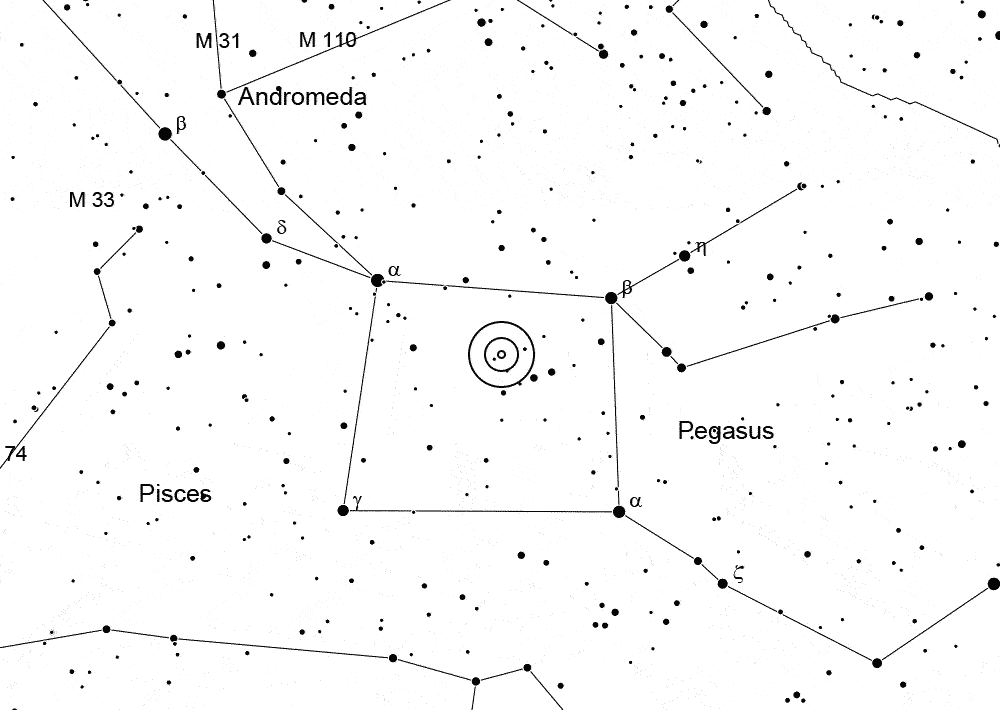 M 31
M 110
Andromeda
β
M 33
δ
α
η
β
Pegasus
74
Pisces
γ
α
ζ